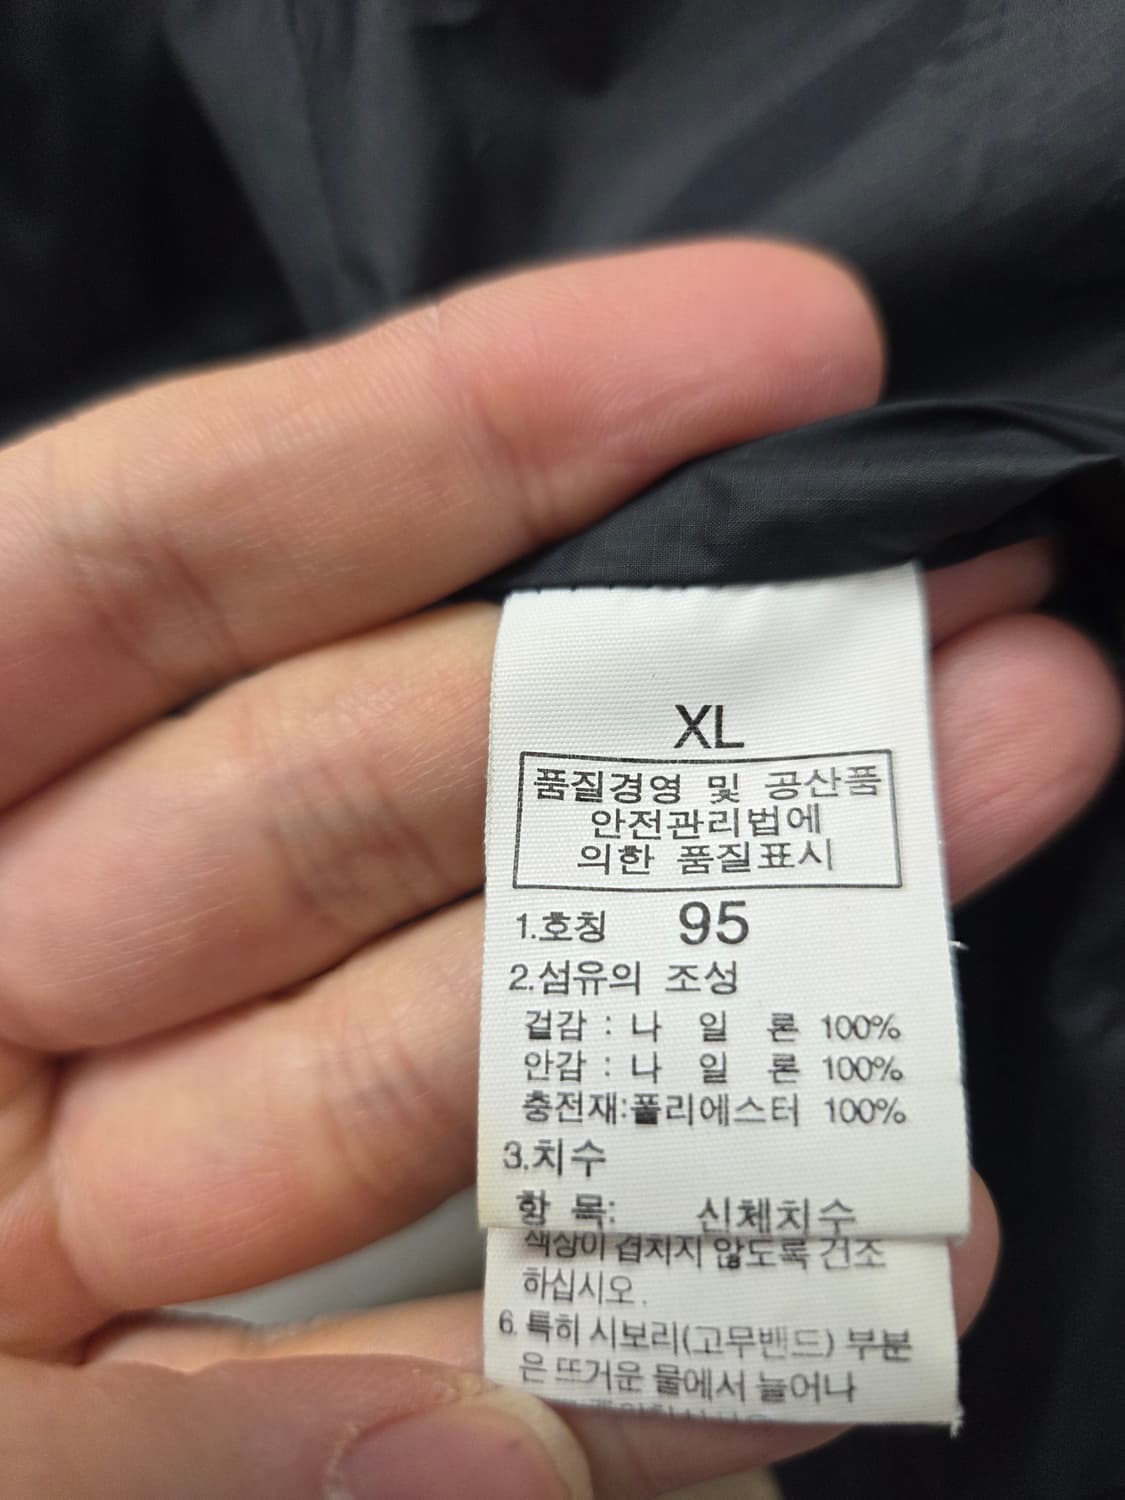 XL
품질경영 및 공산품
안전관리법에
의한 품질표시
1.호칭 95
2.섬유의 조성
겉감 : 나 일 론 100%
안감 : 나 일 론 100%
충전재:폴리에스터 100%
3.치수
항 목: 신체치수
색상이 겹치지 않도록 건조
하십시오.
6. 특히 시보리(고무밴드) 부분
은 뜨거운 물에서 늘어나